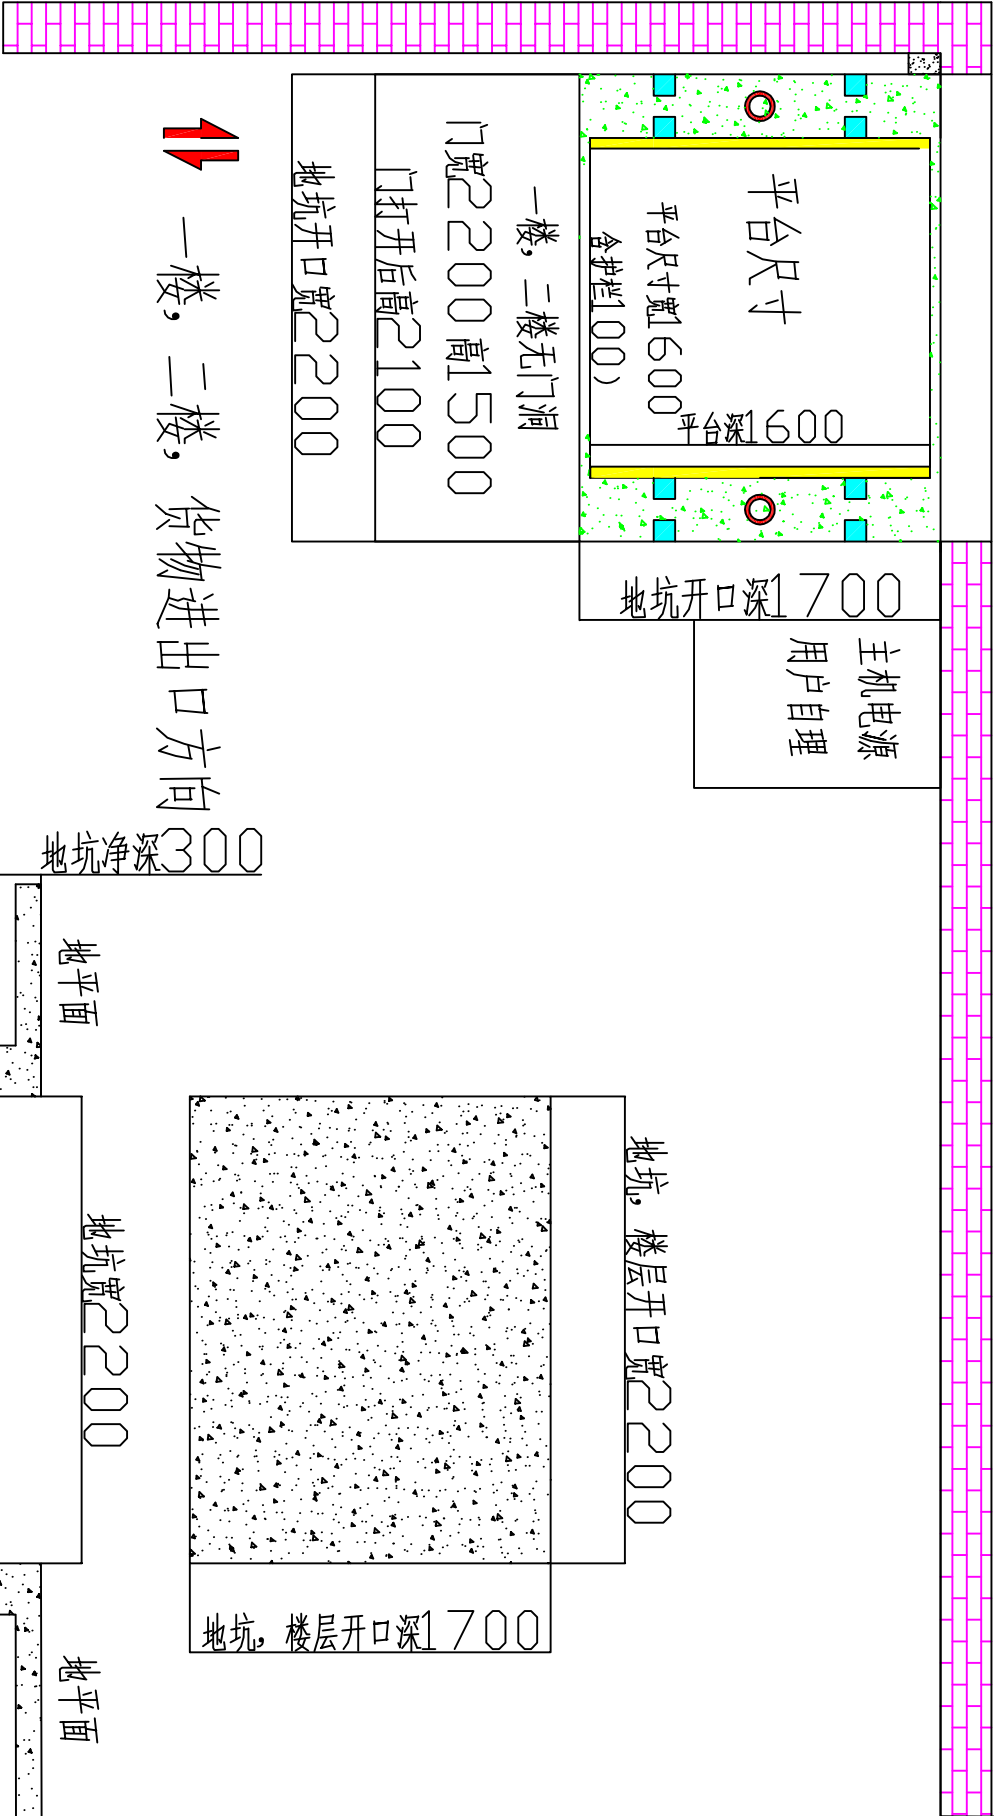 平台尺寸
平台尺寸宽1600
含护栏100）
平台深1600
一楼，二楼无门洞
门宽2200高1500
门打开后高2100
地坑开口宽2200
地坑开口深1700
主机电源
用户自理
一楼，二楼，货物进出口方向
地坑净深300
地平面
地坑宽2200
地平面
地坑，楼层开口宽2200
地坑，楼层开口深1700